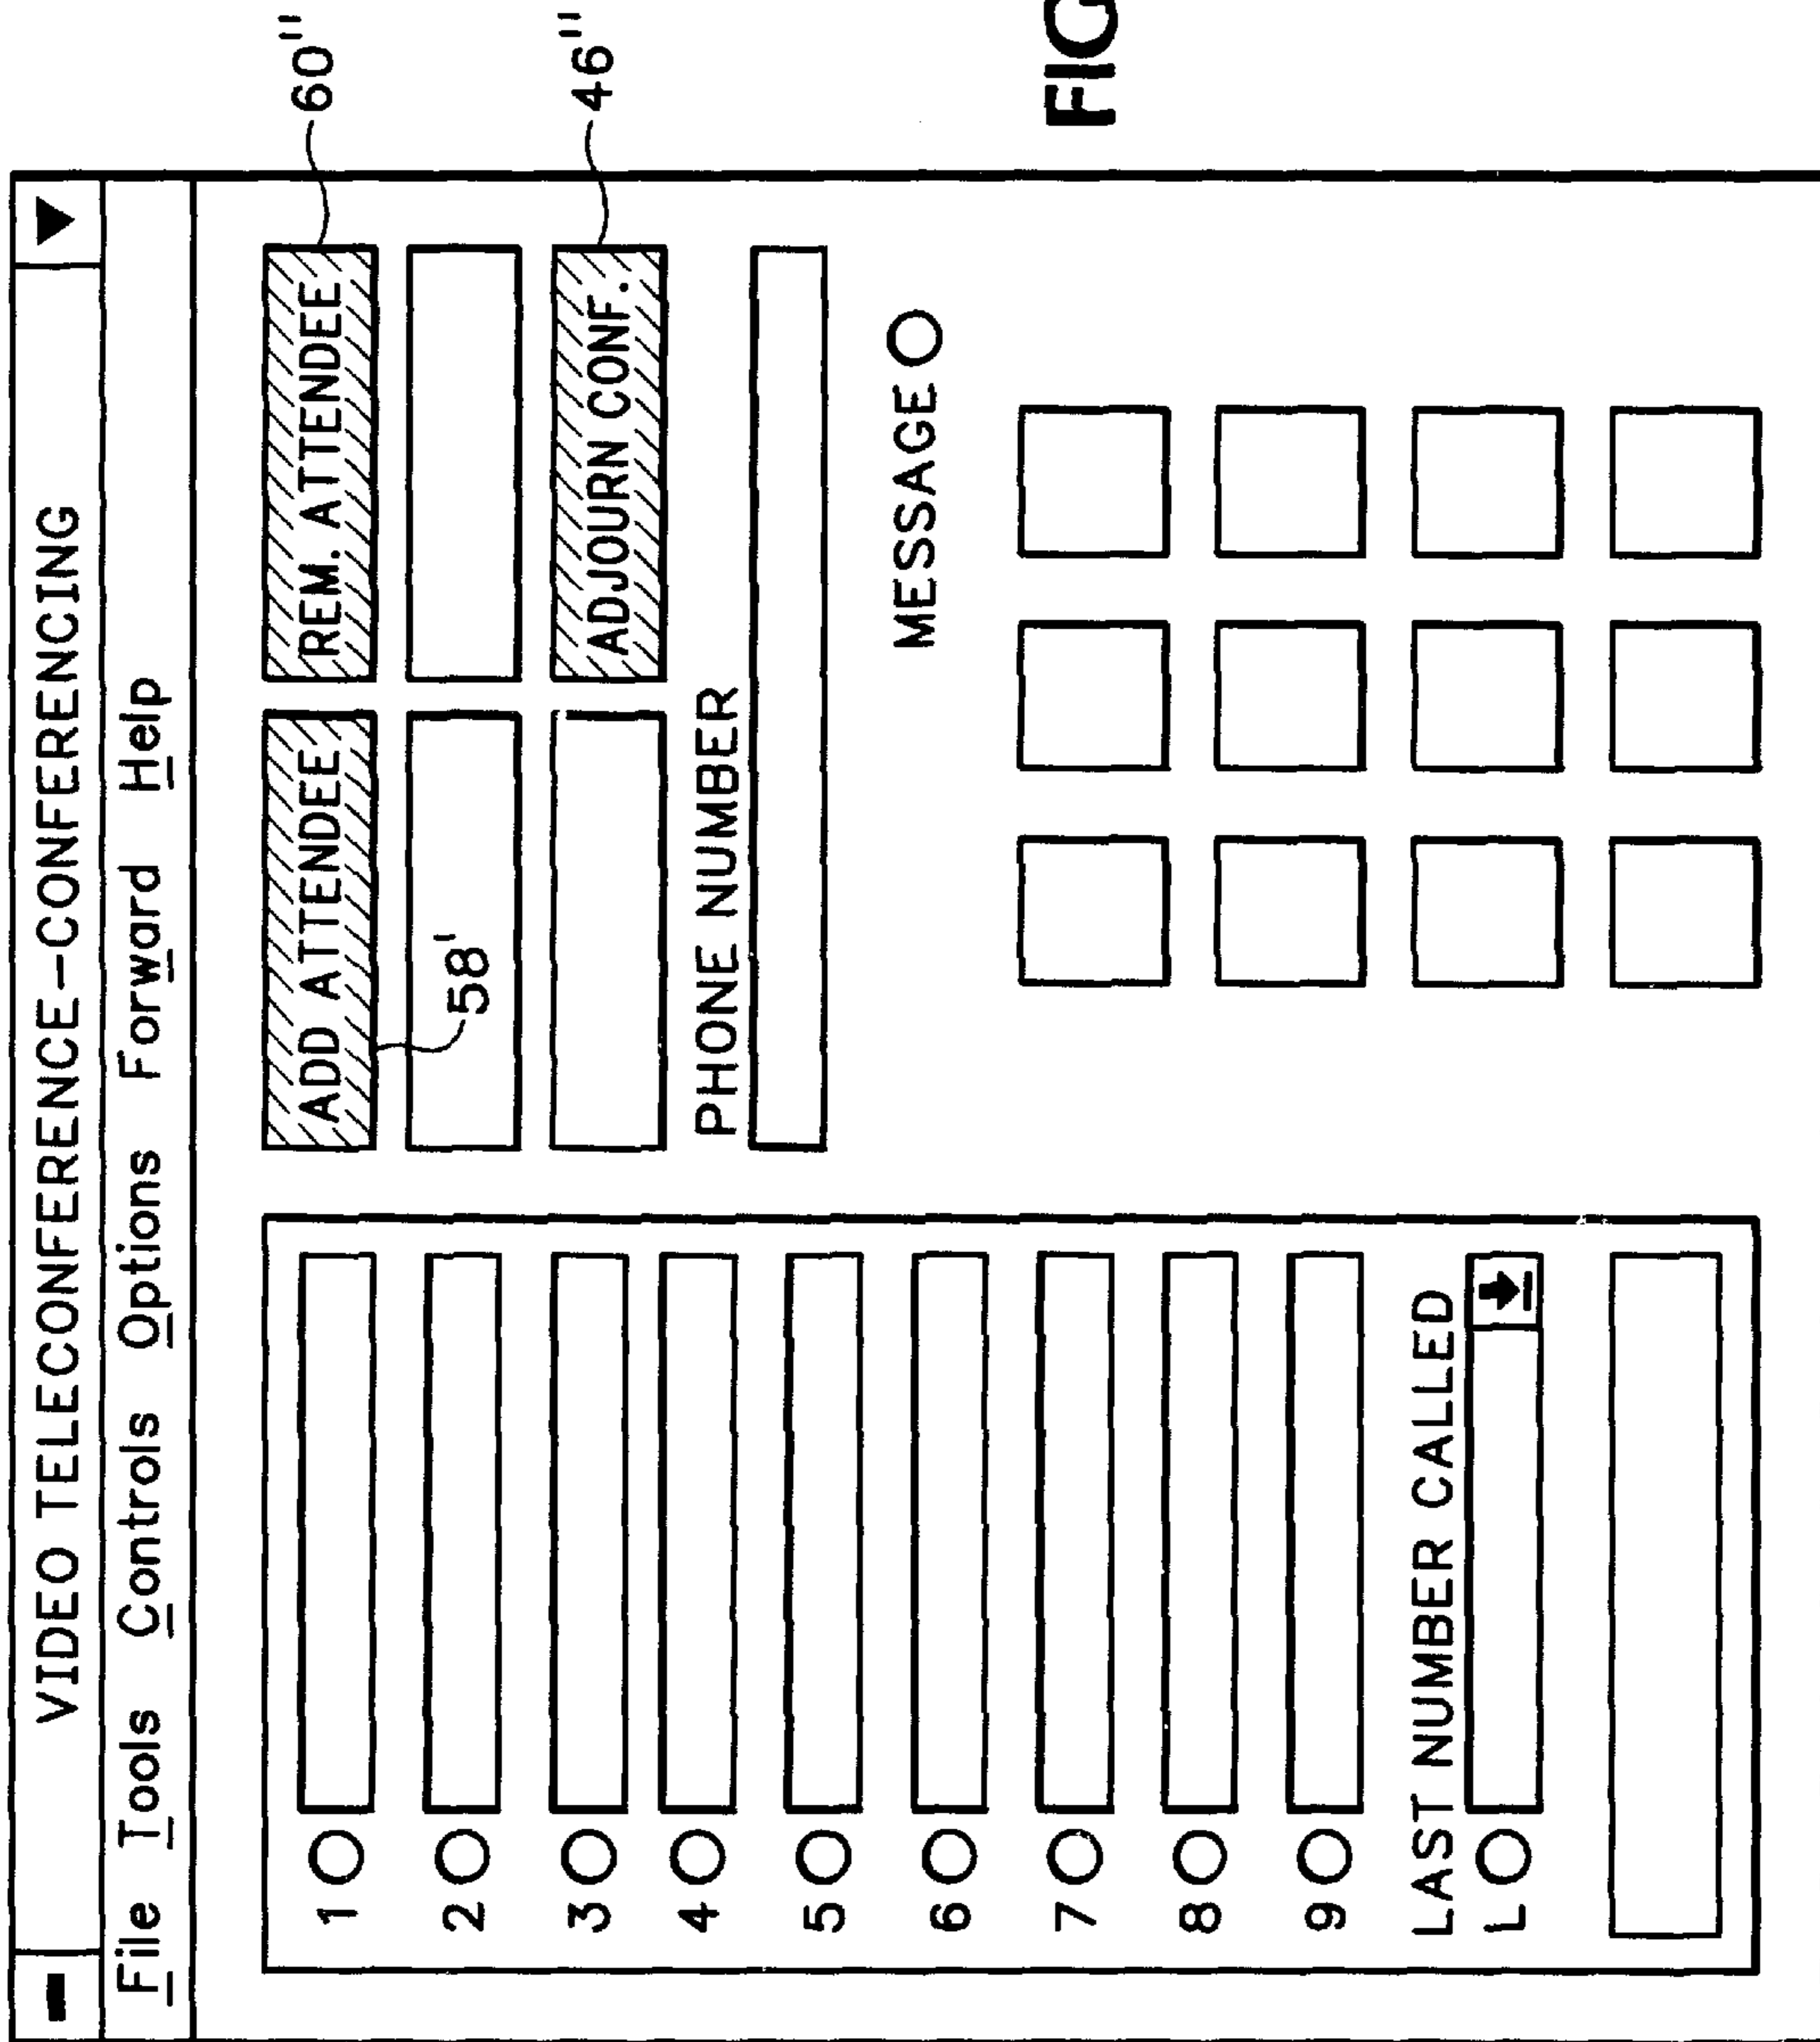 VIDEO TELECONFERENCE-CONFERENCING
File Tools Controls Options Forward Help
1
2
3
4
5
6
7
8
9
LAST NUMBER CALLED
L
ADD ATTENDEE
REM. ATTENDEE
60"
58'
ADJOURN CONF.
46"
PHONE NUMBER
MESSAGE
FIG